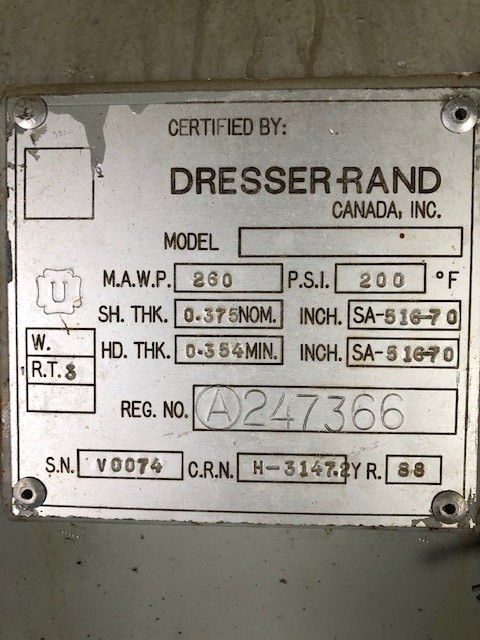 CERTIFIED BY:
DRESSER-RAND
CANADA, INC.
MODEL
U
M.A.W.P. 260 P.S.I. 200 °F
SH. THK. 0.375NOM. INCH. SA-516-70
W.
HD. THK. 0.354MIN. INCH. SA-516-70
R.T. 3
REG. NO. A 247366
S.N. V0074 C.R.N. H-3147.2 YR. 88